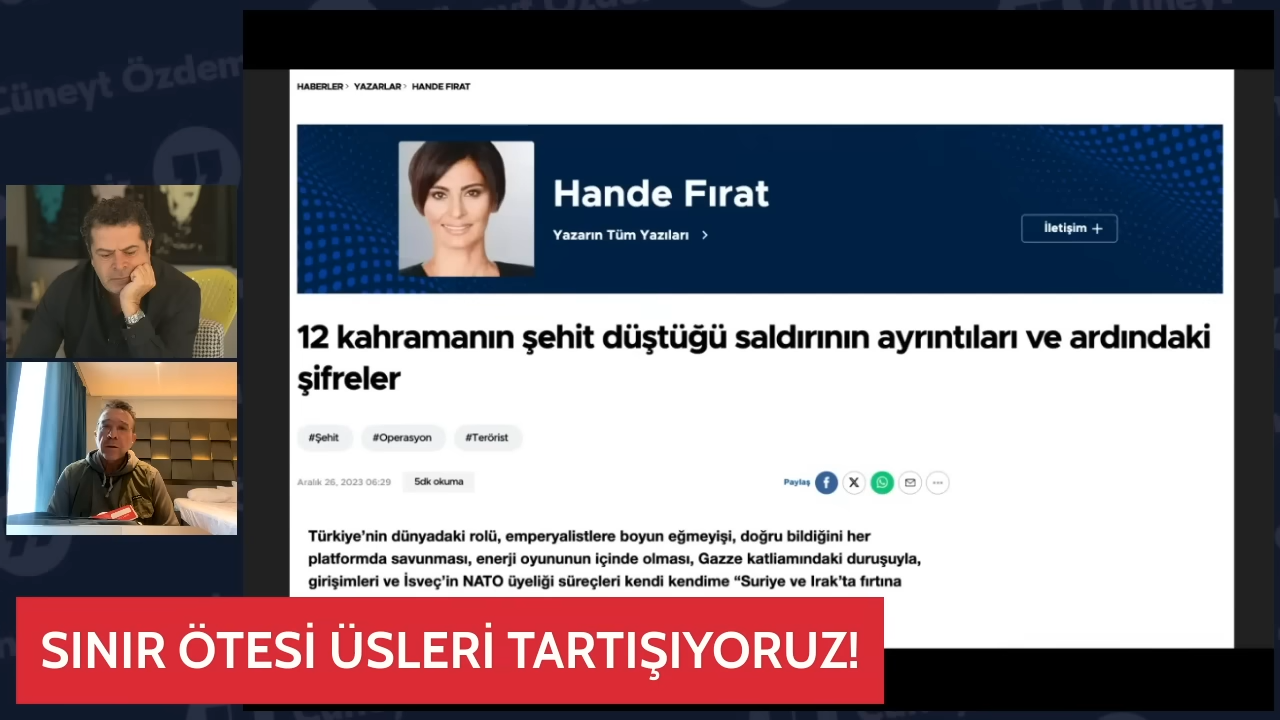 Cüneyt Özdem
HABERLER › YAZARLAR › HANDE FIRAT
Hande Fırat
Yazarın Tüm Yazıları
İletişim +
12 kahramanın şehit düştüğü saldırının ayrıntıları ve ardındaki
şifreler
#Şehit #Operasyon #Terörist
Aralık 26, 2023 06:29 5dk okuma Paylaş
Türkiye’nin dünyadaki rolü, emperyalistlere boyun eğmeyişi, doğru bildiğini her
platformda savunması, enerji oyununun içinde olması, Gazze katliamındaki duruşuyla,
girişimleri ve İsveç’in NATO üyeliği süreçleri kendi kendime “Suriye ve Irak’ta fırtına
SINIR ÖTESİ ÜSLERİ TARTIŞIYORUZ!